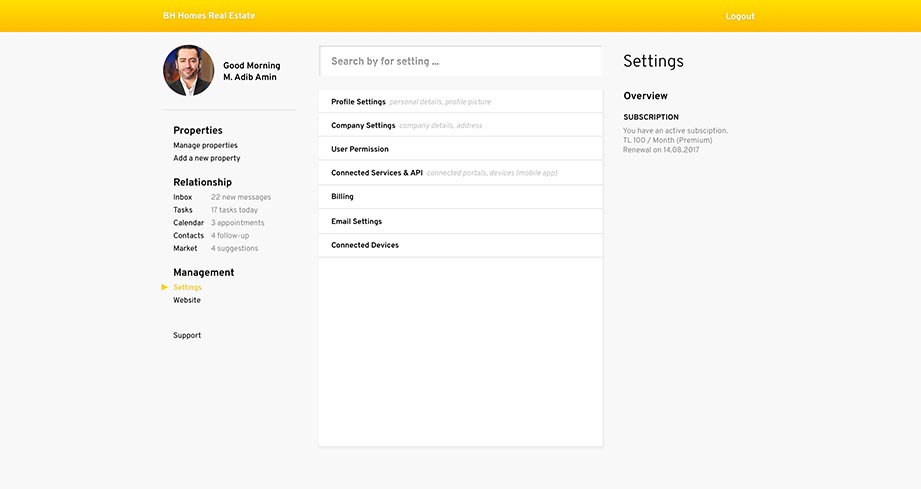 BH Homes Real Estate
Logout
Good Morning
M. Adib Amin
Properties
Manage properties
Add a new property
Relationship
Inbox 22 new messages
Tasks 17 tasks today
Calendar 3 appointments
Contacts 4 follow-up
Market 4 suggestions
Management
Settings
Website
Support
Search by for setting ...
Profile Settings personal details, profile picture
Company Settings company details, address
User Permission
Connected Services & API connected portals, devices (mobile app)
Billing
Email Settings
Connected Devices
Settings
Overview
SUBSCRIPTION
You have an active subsciption.
TL 100 / Month (Premium)
Renewal on 14.08.2017